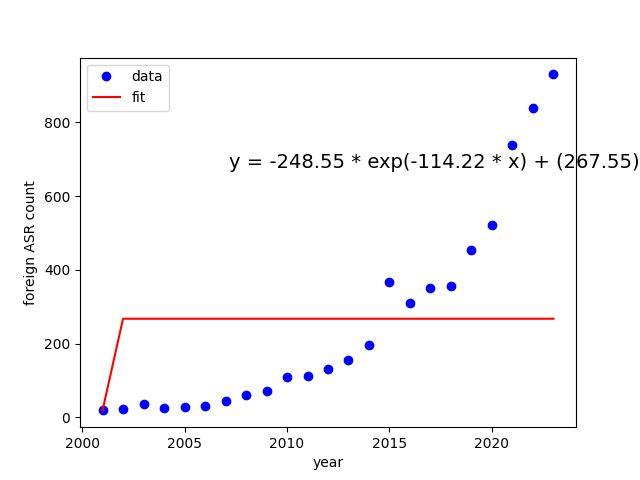 data
fit
y = -248.55 * exp(-114.22 * x) + (267.55)
foreign ASR count
800
600
400
200
0
2000
2005
2010
2015
2020
year